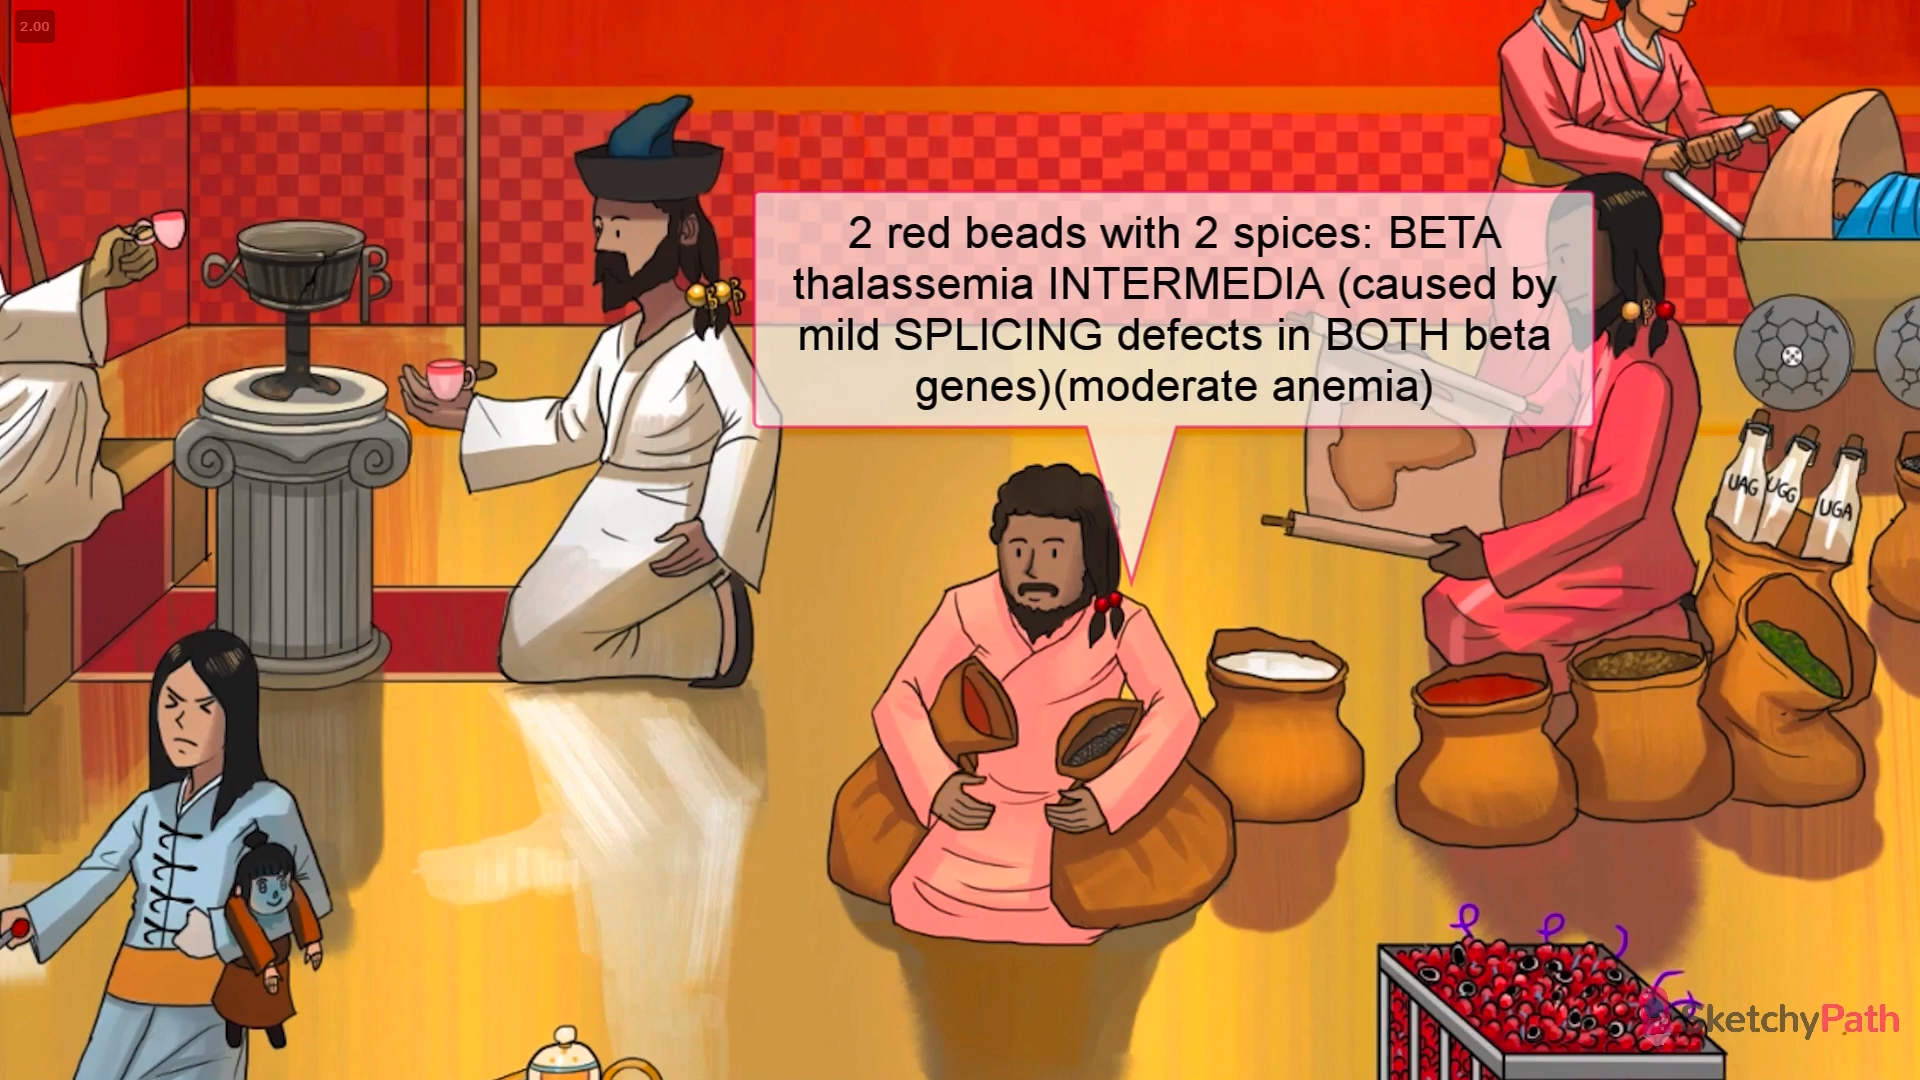 2.00
2 red beads with 2 spices: BETA
thalassemia INTERMEDIA (caused by
mild SPLICING defects in BOTH beta
genes)(moderate anemia)
UAG
UGG
UGA
SketchyPath